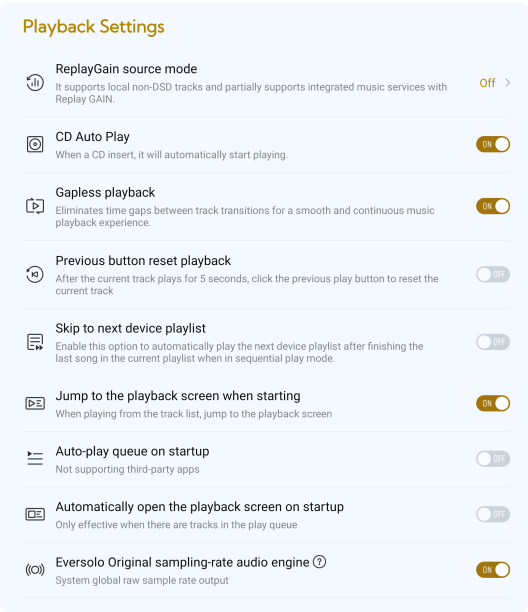 Playback Settings
ReplayGain source mode
It supports local non-DSD tracks and partially supports integrated music services with
Replay GAIN.
Off
CD Auto Play
When a CD insert, it will automatically start playing.
ON
Gapless playback
Eliminates time gaps between track transitions for a smooth and continuous music
playback experience.
ON
Previous button reset playback
After the current track plays for 5 seconds, click the previous play button to reset the
current track
OFF
Skip to next device playlist
Enable this option to automatically play the next device playlist after finishing the
last song in the current playlist when in sequential play mode.
OFF
Jump to the playback screen when starting
When playing from the track list, jump to the playback screen
ON
Auto-play queue on startup
Not supporting third-party apps
OFF
Automatically open the playback screen on startup
Only effective when there are tracks in the play queue
OFF
Eversolo Original sampling-rate audio engine ?
System global raw sample rate output
ON